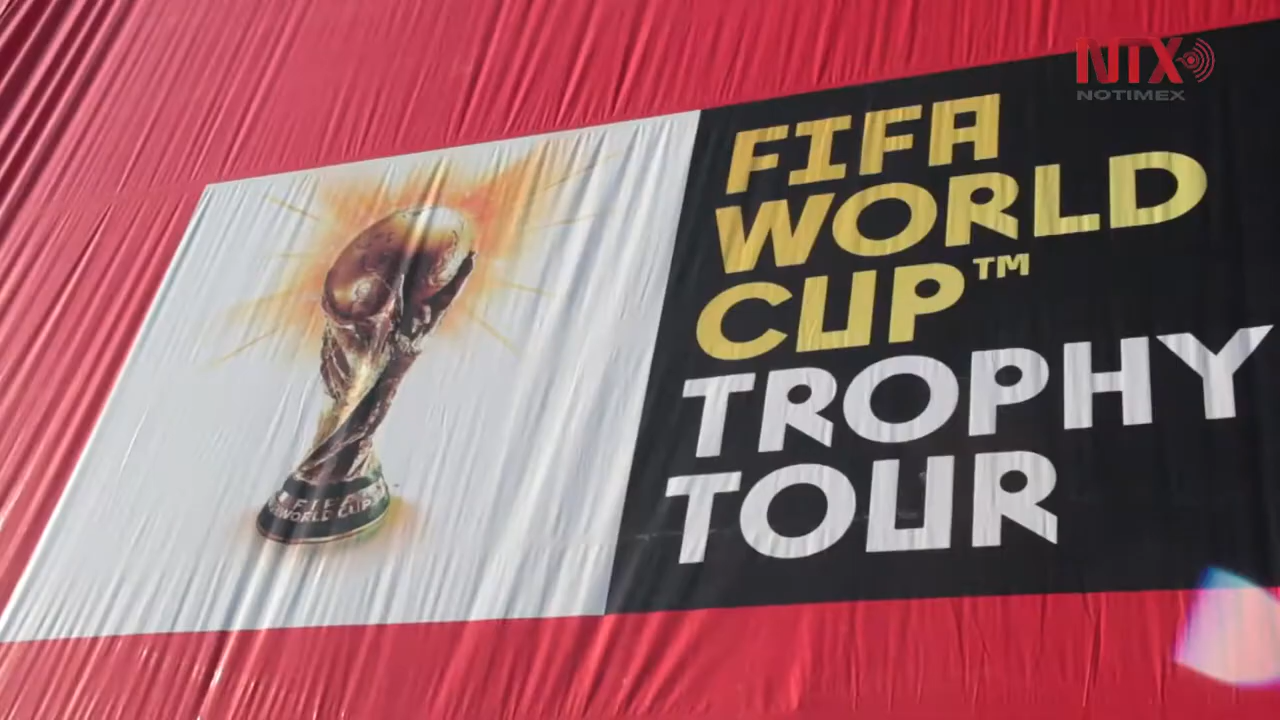 NTX
NOTIMEX
FIFA
WORLD
CUP™
TROPHY
TOUR
FIFA
WORLD CUP